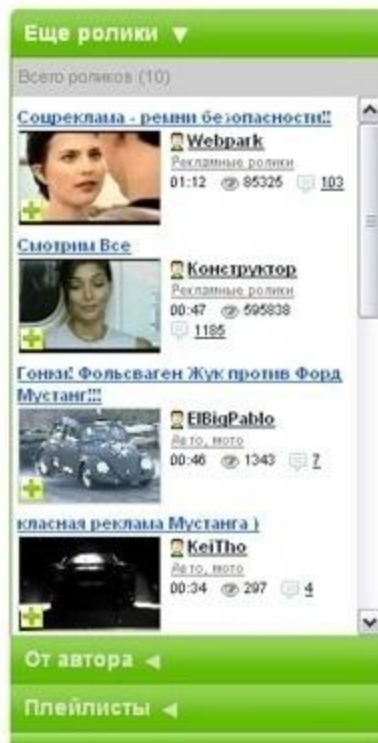 Еще ролики
Всего роликов (10)
Соцреклама - ремни безопасности!!
Webpark
Рекламные ролики
01:12 85325 103
Смотрим Все
Конструктор
Рекламные ролики
00:47 595838
1185
Гонки! Фольсваген Жук против Форд
Мустанг!!!
ElBigPablo
Авто, мото
00:46 1343 7
класная реклама Мустанга )
KeiTho
Авто, мото
00:34 297 4
От автора
Плейлисты